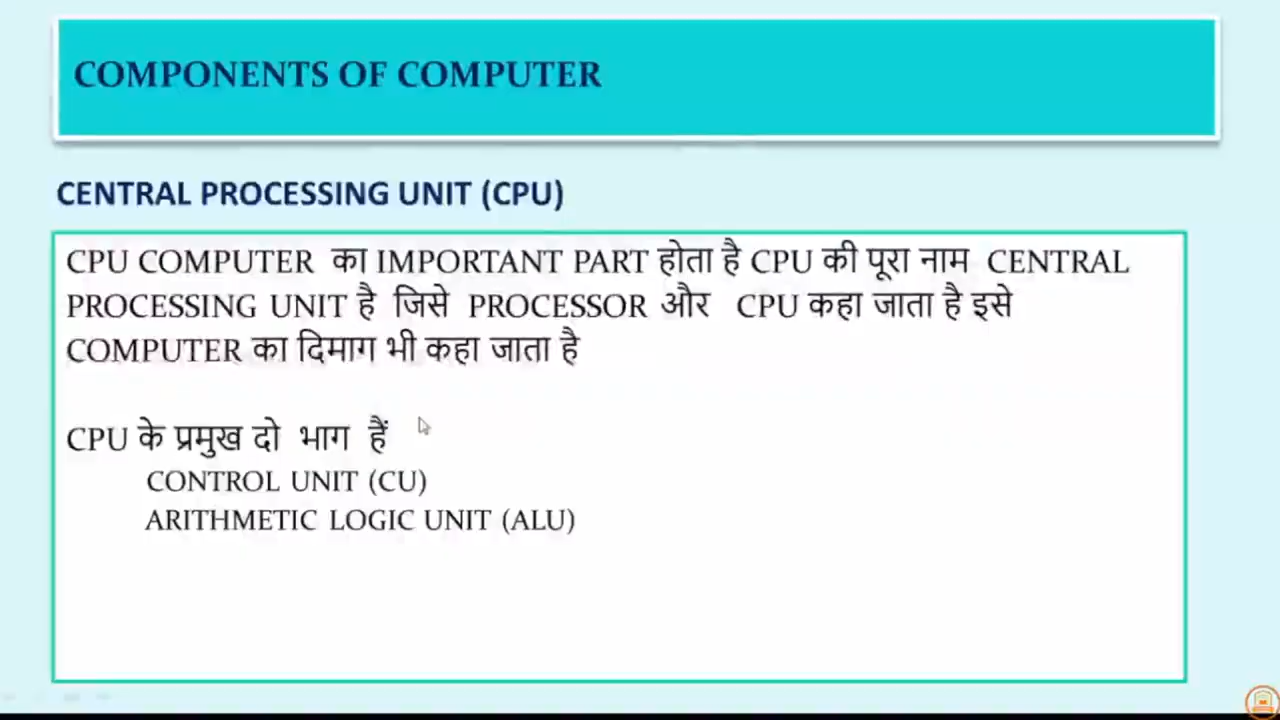 COMPONENTS OF COMPUTER
CENTRAL PROCESSING UNIT (CPU)
CPU COMPUTER का IMPORTANT PART होता है CPU की पूरा नाम CENTRAL
PROCESSING UNIT है जिसे PROCESSOR और CPU कहा जाता है इसे
COMPUTER का दिमाग भी कहा जाता है
CPU के प्रमुख दो भाग हैं
CONTROL UNIT (CU)
ARITHMETIC LOGIC UNIT (ALU)